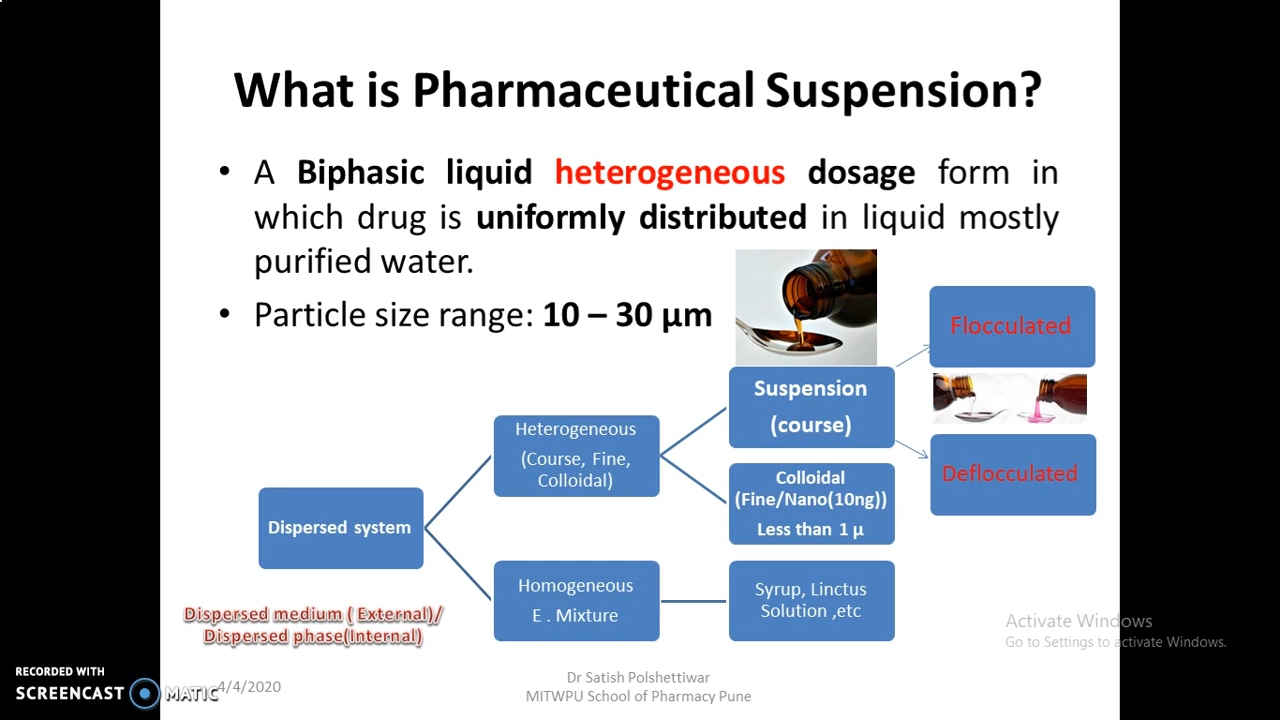 What is Pharmaceutical Suspension?
• A Biphasic liquid heterogeneous dosage form in
which drug is uniformly distributed in liquid mostly
purified water.
• Particle size range: 10 – 30 µm
Flocculated
Suspension
(course)
Deflocculated
Heterogeneous
(Course, Fine,
Colloidal)
Colloidal
(Fine/Nano(10ng))
Less than 1 µ
Dispersed system
Homogeneous
E . Mixture
Syrup, Linctus
Solution ,etc
Dispersed medium ( External)/
Dispersed phase(Internal)
Activate Windows
Go to Settings to activate Windows.
RECORDED WITH
SCREENCAST MATIC
4/4/2020
Dr Satish Polshettiwar
MITWPU School of Pharmacy Pune